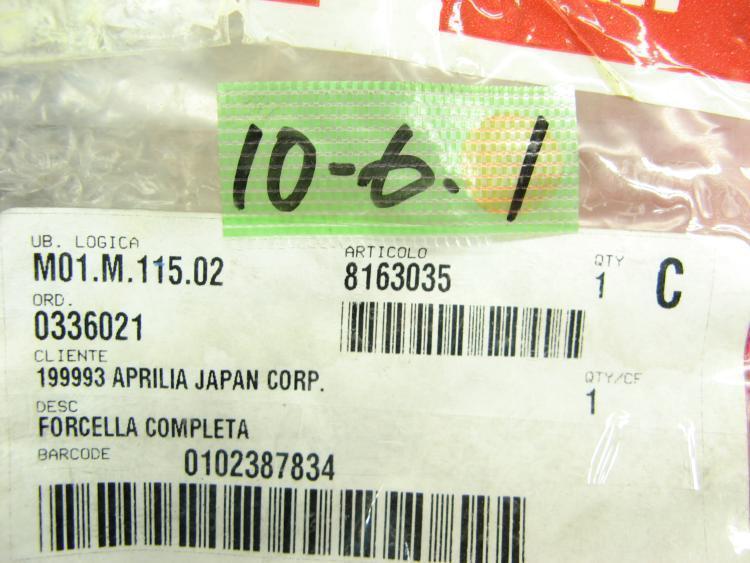 10-6-1
UB. LOGICA
M01.M.115.02
ARTICOLO
8163035
QTY
1
C
ORD.
0336021
CLIENTE
199993 APRILIA JAPAN CORP.
QTY/CF
1
DESC
FORCELLA COMPLETA
BARCODE
0102387834